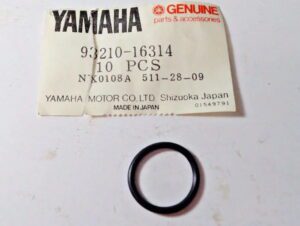 YAMAHA
GENUINE
parts & accessories
93210-16314
10 PCS
NX0108A 511-28-09
YAMAHA MOTOR CO.LTD. Shizuoka Japan
MADE IN JAPAN